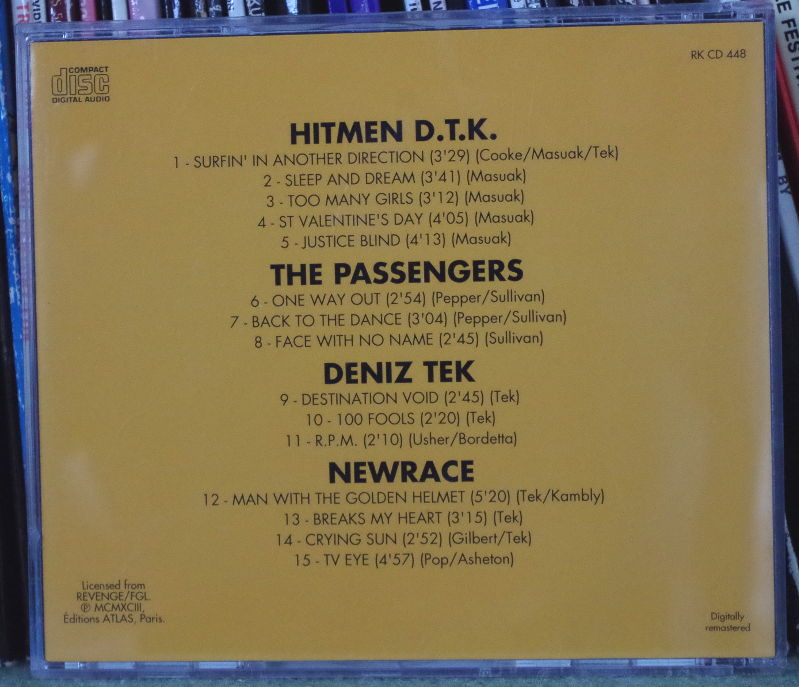 RK CD 448
COMPACT
disc
DIGITAL AUDIO
HITMEN D.T.K.
1 - SURFIN' IN ANOTHER DIRECTION (3'29) (Cooke/Masuak/Tek)
2 - SLEEP AND DREAM (3'41) (Masuak)
3 - TOO MANY GIRLS (3'12) (Masuak)
4 - ST VALENTINE'S DAY (4'05) (Masuak)
5 - JUSTICE BLIND (4'13) (Masuak)
THE PASSENGERS
6 - ONE WAY OUT (2'54) (Pepper/Sullivan)
7 - BACK TO THE DANCE (3'04) (Pepper/Sullivan)
8 - FACE WITH NO NAME (2'45) (Sullivan)
DENIZ TEK
9 - DESTINATION VOID (2'45) (Tek)
10 - 100 FOOLS (2'20) (Tek)
11 - R.P.M. (2'10) (Usher/Bordetta)
NEWRACE
12 - MAN WITH THE GOLDEN HELMET (5'20) (Tek/Kambly)
13 - BREAKS MY HEART (3'15) (Tek)
14 - CRYING SUN (2'52) (Gilbert/Tek)
15 - TV EYE (4'57) (Pop/Asheton)
Licensed from
REVENGE/FGL.
℗ MCMXCIII,
Éditions ATLAS, Paris.
Digitally
remastered